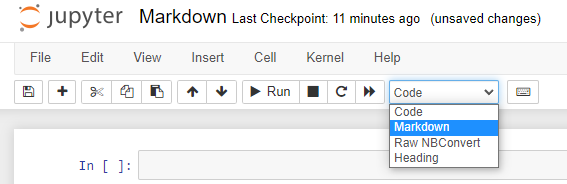 jupyter Markdown Last Checkpoint: 11 minutes ago (unsaved changes)
File Edit View Insert Cell Kernel Help
Run Code
Code
Markdown
Raw NBConvert
Heading
In [ ]: